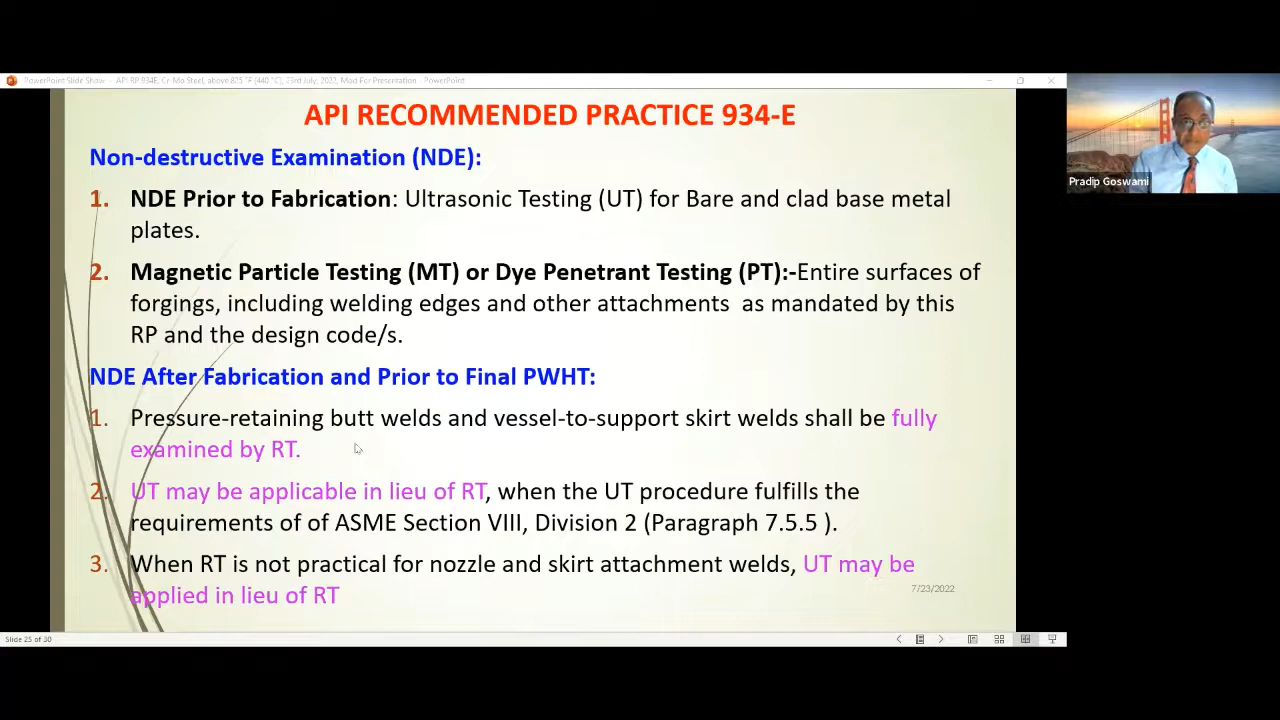 PowerPoint Slide Show - API RP 934E, Cr-Mo Steel, above 825 °F (440 °C), 23rd July, 2022, Mod For Presentation - PowerPoint
API RECOMMENDED PRACTICE 934-E
Non-destructive Examination (NDE):
1. NDE Prior to Fabrication: Ultrasonic Testing (UT) for Bare and clad base metal
plates.
2. Magnetic Particle Testing (MT) or Dye Penetrant Testing (PT):-Entire surfaces of
forgings, including welding edges and other attachments as mandated by this
RP and the design code/s.
NDE After Fabrication and Prior to Final PWHT:
1. Pressure-retaining butt welds and vessel-to-support skirt welds shall be fully
examined by RT.
2. UT may be applicable in lieu of RT, when the UT procedure fulfills the
requirements of of ASME Section VIII, Division 2 (Paragraph 7.5.5 ).
3. When RT is not practical for nozzle and skirt attachment welds, UT may be
applied in lieu of RT
7/23/2022
Slide 25 of 30
Pradip Goswami